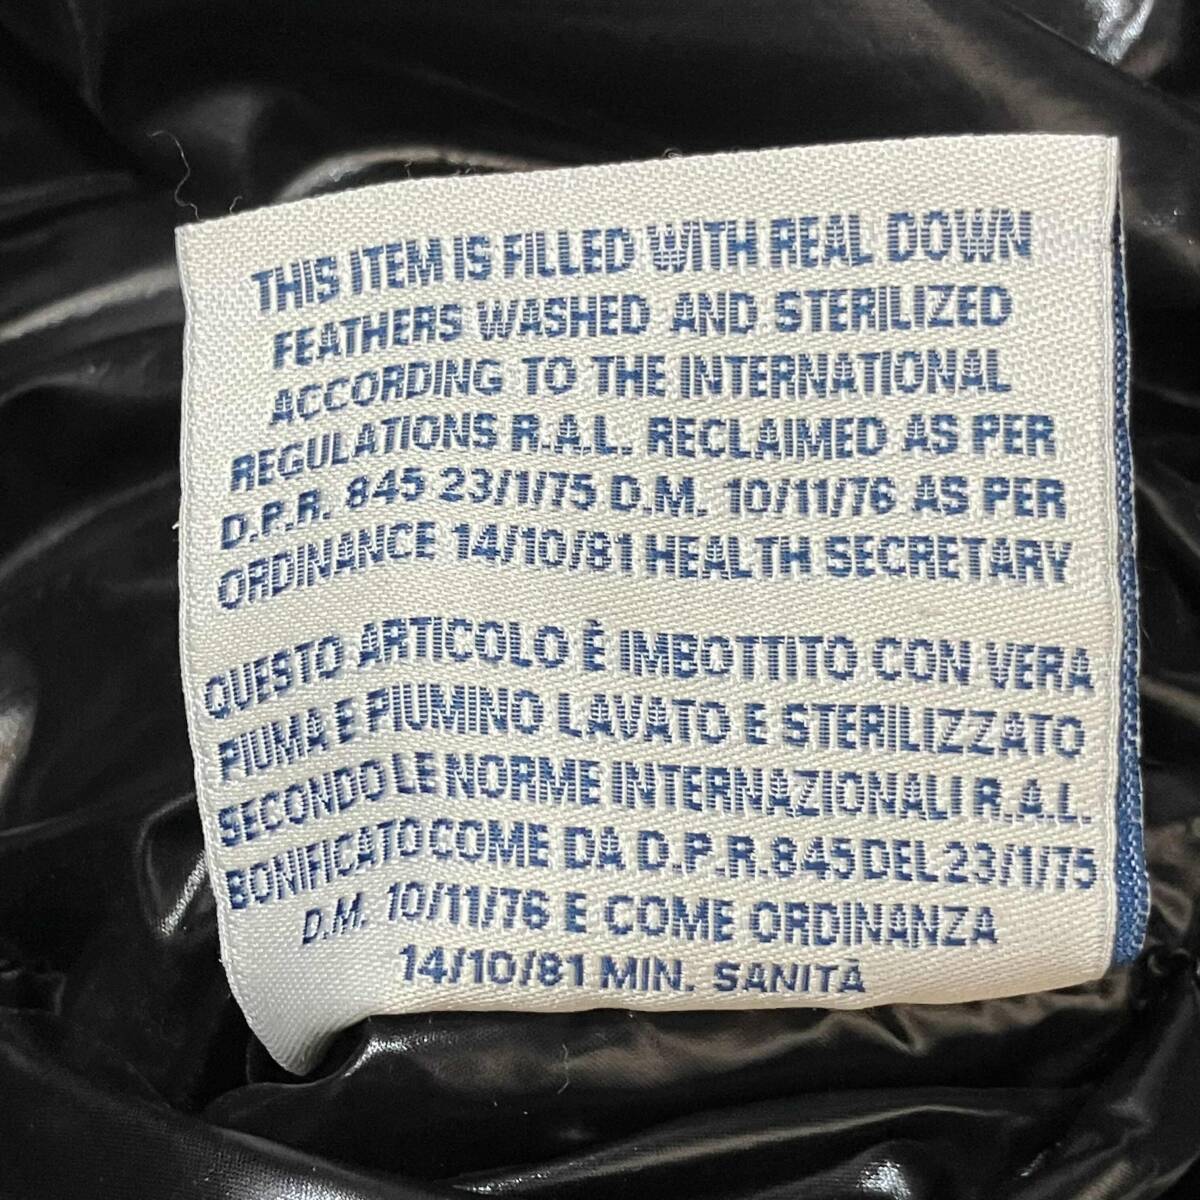 THIS ITEM IS FILLED WITH REAL DOWN
FEATHERS WASHED AND STERILIZED
ACCORDING TO THE INTERNATIONAL
REGULATIONS R.A.L. RECLAIMED AS PER
D.P.R. 845 23/1/75 D.M. 10/11/76 AS PER
ORDINANCE 14/10/81 HEALTH SECRETARY
QUESTO ARTICOLO È IMBOTTITO CON VERA
PIUMA E PIUMINO LAVATO E STERILIZZATO
SECONDO LE NORME INTERNAZIONALI R.A.L.
BONIFICATO COME DA D.P.R. 845 DEL 23/1/75
D.M. 10/11/76 E COME ORDINANZA
14/10/81 MIN. SANITÀ